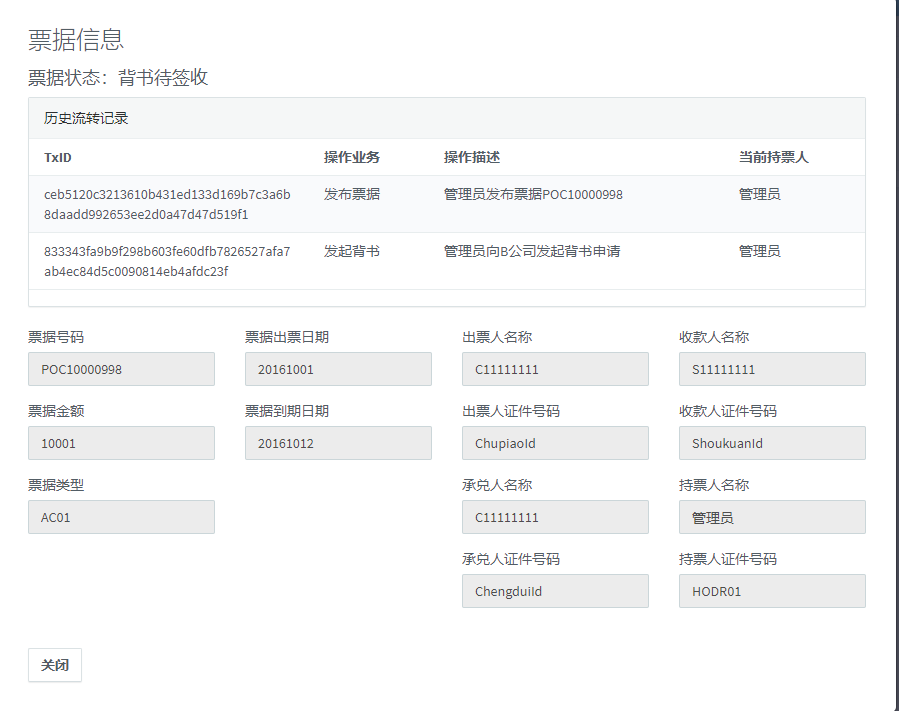 票据信息
票据状态：背书待签收
历史流转记录
TxID 操作业务 操作描述 当前持票人
ceb5120c3213610b431ed133d169b7c3a6b 发布票据 管理员发布票据POC10000998 管理员
8daadd992653ee2d0a47d47d519f1
833343fa9b9f298b603fe60dfb7826527afa7 发起背书 管理员向B公司发起背书申请 管理员
ab4ec84d5c0090814eb4afdc23f
票据号码 票据出票日期 出票人名称 收款人名称
POC10000998 20161001 C11111111 S11111111
票据金额 票据到期日期 出票人证件号码 收款人证件号码
10001 20161012 ChupiaoId ShoukuanId
票据类型 承兑人名称 持票人名称
AC01 C11111111 管理员
承兑人证件号码 持票人证件号码
ChengduiId HODR01
关闭